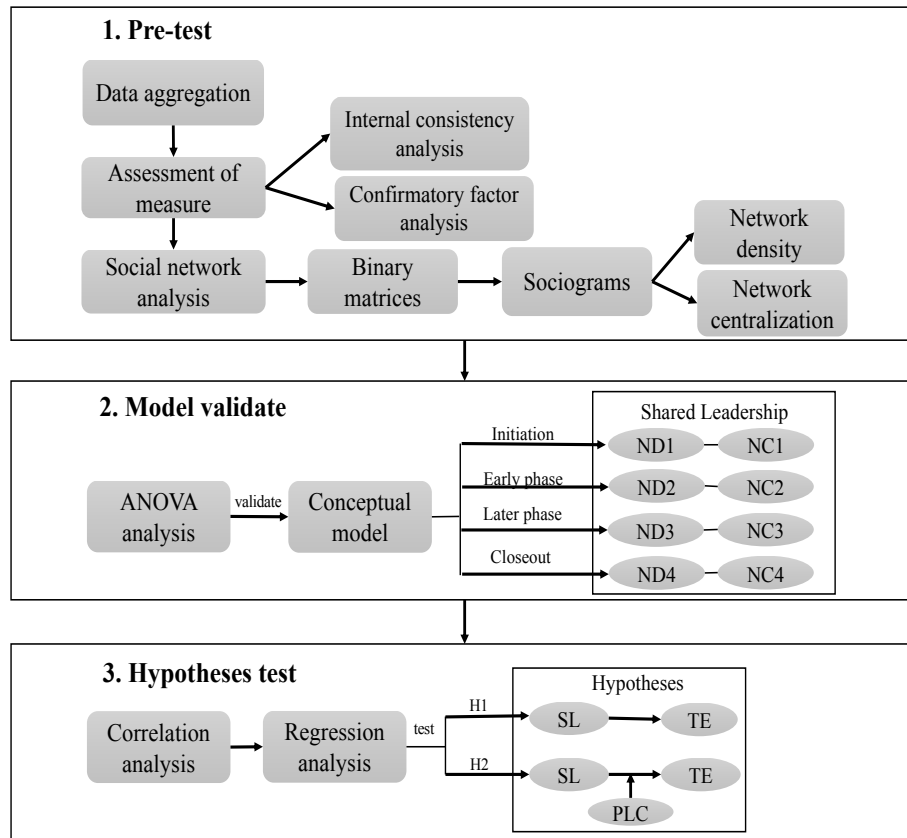 1. Pre-test
Data aggregation
Internal consistency
analysis
Assessment of
measure
Confirmatory factor
analysis
Network
density
Social network
analysis
Binary
matrices
Sociograms
Network
centralization
2. Model validate
Shared Leadership
Initiation
ND1
NC1
Early phase
ND2
NC2
ANOVA
analysis
validate
Conceptual
model
Later phase
ND3
NC3
Closeout
ND4
NC4
3. Hypotheses test
Hypotheses
H1
SL
TE
Correlation
analysis
Regression
analysis
test
H2
SL
TE
PLC